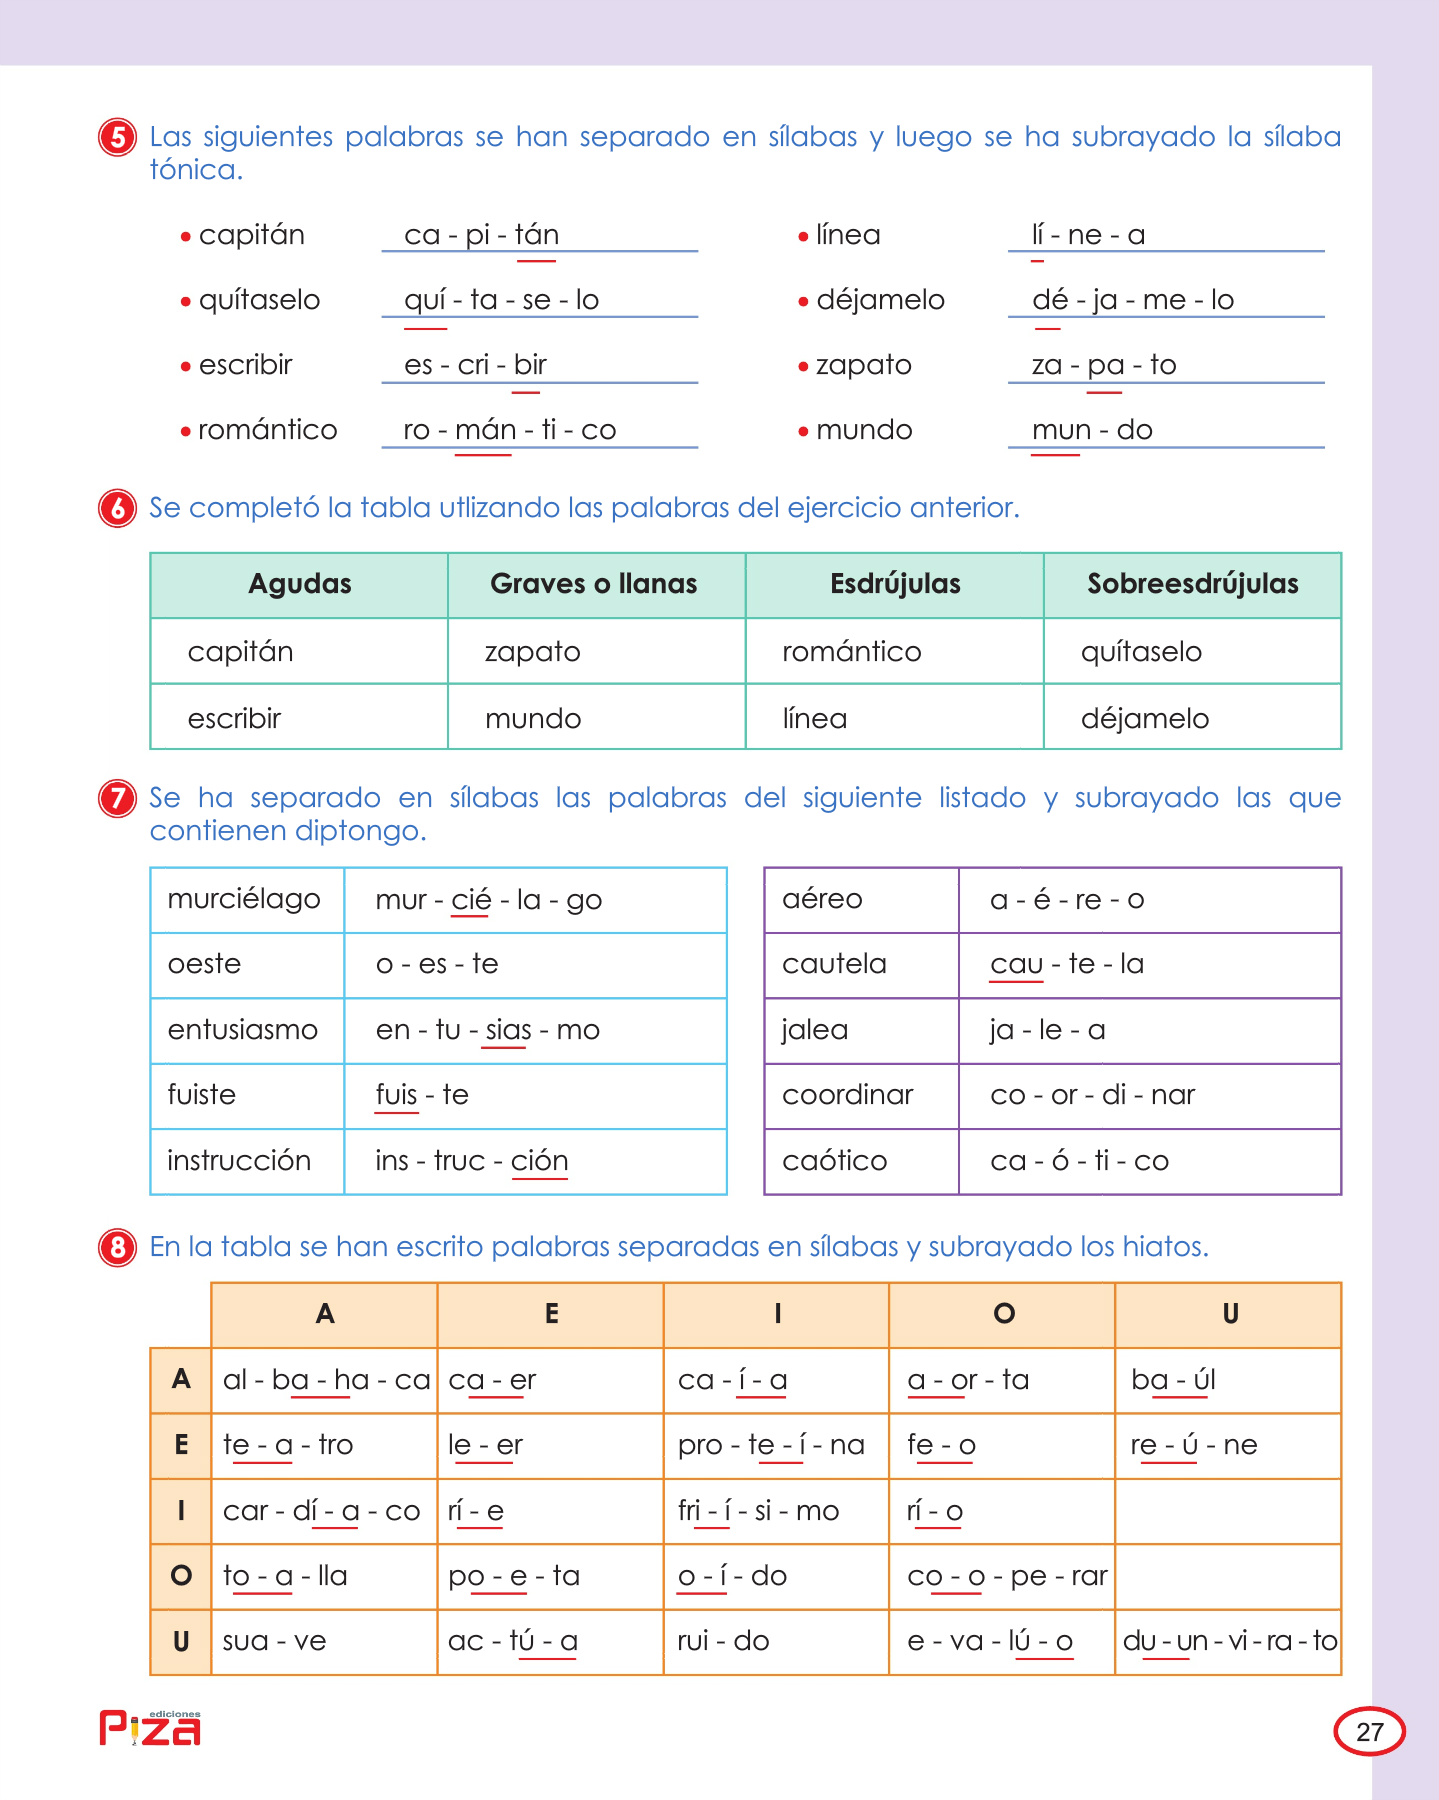 5 Las siguientes palabras se han separado en sílabas y luego se ha subrayado la sílaba
tónica.
• capitán ca - pi - tán • línea lí - ne - a
• quítaselo quí - ta - se - lo • déjamelo dé - ja - me - lo
• escribir es - cri - bir • zapato za - pa - to
• romántico ro - mán - ti - co • mundo mun - do
6 Se completó la tabla utlizando las palabras del ejercicio anterior.
Agudas Graves o llanas Esdrújulas Sobreesdrújulas
capitán zapato romántico quítaselo
escribir mundo línea déjamelo
7 Se ha separado en sílabas las palabras del siguiente listado y subrayado las que
contienen diptongo.
murciélago mur - cié - la - go aéreo a - é - re - o
oeste o - es - te cautela cau - te - la
entusiasmo en - tu - sias - mo jalea ja - le - a
fuiste fuis - te coordinar co - or - di - nar
instrucción ins - truc - ción caótico ca - ó - ti - co
8 En la tabla se han escrito palabras separadas en sílabas y subrayado los hiatos.
A E I O U
A al - ba - ha - ca ca - er ca - í - a a - or - ta ba - úl
E te - a - tro le - er pro - te - í - na fe - o re - ú - ne
I car - dí - a - co rí - e fri - í - si - mo rí - o
O to - a - lla po - e - ta o - í - do co - o - pe - rar
U sua - ve ac - tú - a rui - do e - va - lú - o du - un - vi - ra - to
ediciones
Piza
27